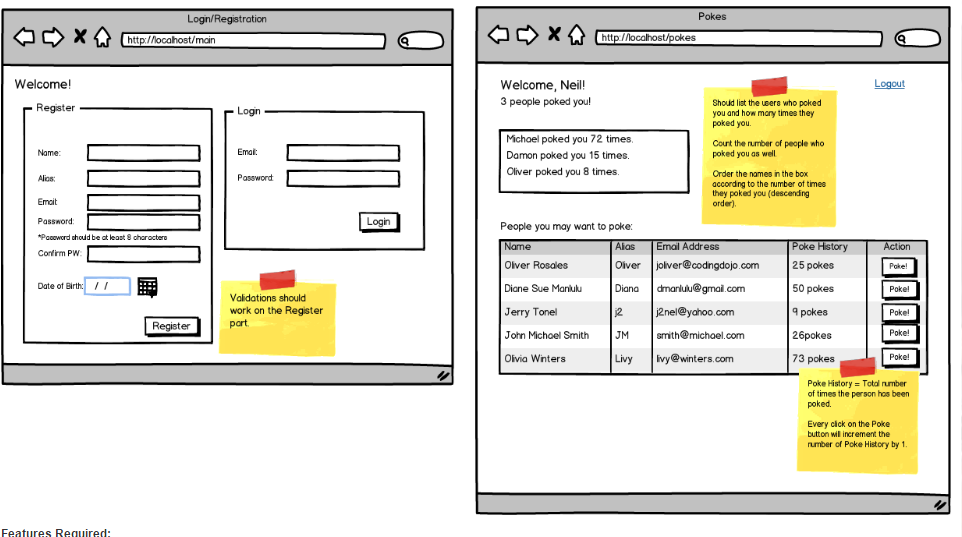 Login/Registration
http://localhost/main
Welcome!
Register
Name:
Alias:
Email:
Password:
*Password should be at least 8 characters
Confirm PW:
Date of Birth:
/ /
Register
Login
Email:
Password:
Login
Validations should
work on the Register
part.
Pokes
http://localhost/pokes
Welcome, Neil!
Logout
3 people poked you!
Michael poked you 72 times.
Damon poked you 15 times.
Oliver poked you 8 times.
Should list the users who poked
you and how many times they
poked you.
Count the number of people who
poked you as well.
Order the names in the box
according to the number of times
they poked you (descending
order).
People you may want to poke:
Name Alias Email Address Poke History Action
Oliver Rosales Oliver joliver@codingdojo.com 25 pokes Poke!
Diane Sue Manlulu Diana dmanlulu@gmail.com 50 pokes Poke!
Jerry Tonel j2 j2nel@yahoo.com 9 pokes Poke!
John Michael Smith JM smith@michael.com 26pokes Poke!
Olivia Winters Livy livy@winters.com 73 pokes Poke!
Poke History = Total number
of times the person has been
poked.
Every click on the Poke
button will increment the
number of Poke History by 1.
Features Required: